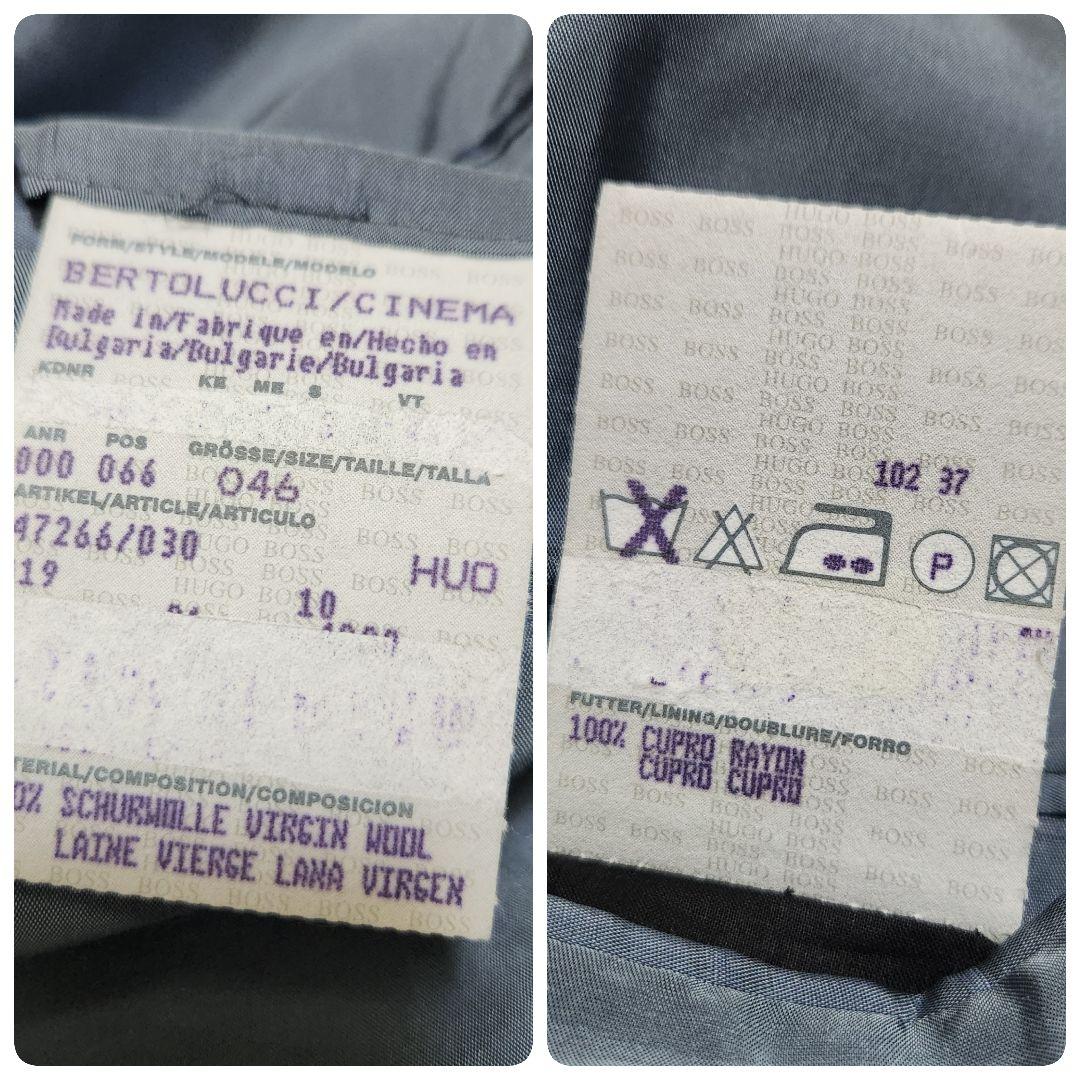 FORM/STYLE/MODELE/MODELO
BERTOLUCCI/CINEMA
Made in/Fabrique en/Hecho en
Bulgaria/Bulgarie/Bulgaria
KDNR KE ME S VT
ANR POS GRÖSSE/SIZE/TAILLE/TALLA
000 066 046
ARTIKEL/ARTICLE/ARTICULO
47266/030
19 HUO
10
TERIAL/COMPOSITION/COMPOSICION
0% SCHURWOLLE VIRGIN WOOL
LAINE VIERGE LANA VIRGEN
HUGO BOSS
102 37
P
FUTTER/LINING/DOUBLURE/FORRO
100% CUPRO RAYON
CUPRO CUPRO